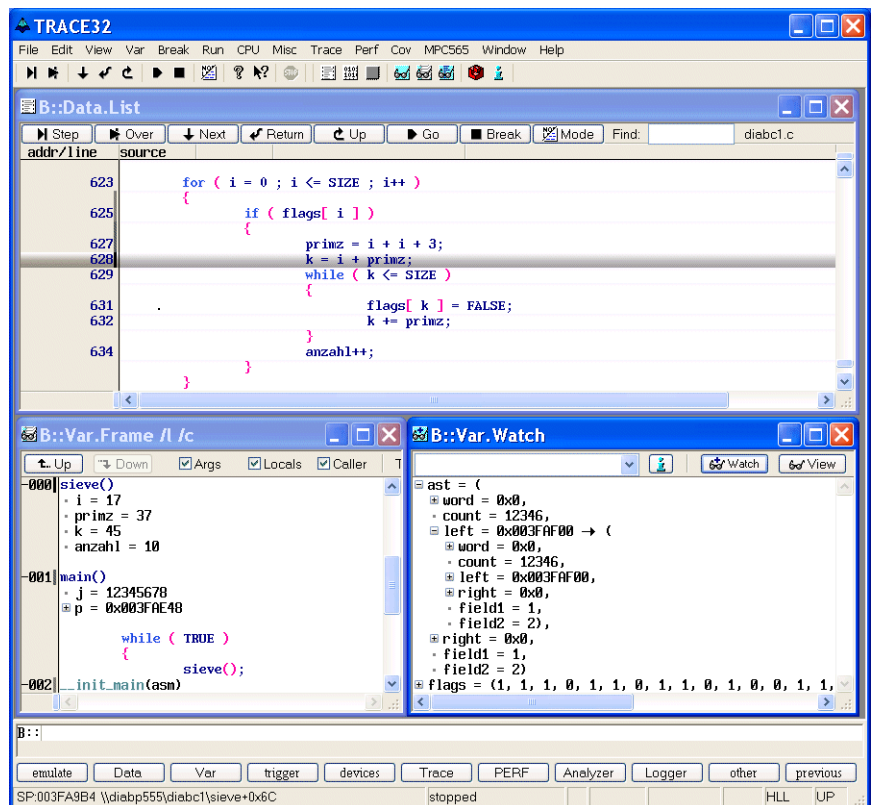 TRACE32
File Edit View Var Break Run CPU Misc Trace Perf Cov MPC565 Window Help
B::Data.List
Step Over Next Return Up Go Break Mode Find: diabc1.c
addr/line source
623 for ( i = 0 ; i <= SIZE ; i++ )
{
625 if ( flags[ i ] )
{
627 primz = i + i + 3;
628 k = i + primz;
629 while ( k <= SIZE )
{
631 flags[ k ] = FALSE;
632 k += primz;
}
634 anzahl++;
}
}
B::Var.Frame /l /c
Up Down Args Locals Caller T
-000 sieve()
i = 17
primz = 37
k = 45
anzahl = 10
-001 main()
j = 12345678
p = 0x003FAE48
while ( TRUE )
{
sieve();
-002 __init_main(asm)
B::Var.Watch
Watch View
ast = (
word = 0x0,
count = 12346,
left = 0x003FAF00 → (
word = 0x0,
count = 12346,
left = 0x003FAF00,
right = 0x0,
field1 = 1,
field2 = 2),
right = 0x0,
field1 = 1,
field2 = 2)
flags = (1, 1, 1, 0, 1, 1, 0, 1, 1, 0, 1, 0, 0, 1, 1,
B::
emulate Data Var trigger devices Trace PERF Analyzer Logger other previous
SP:003FA9B4 \\diabp555\diabc1\sieve+0x6C stopped HLL UP